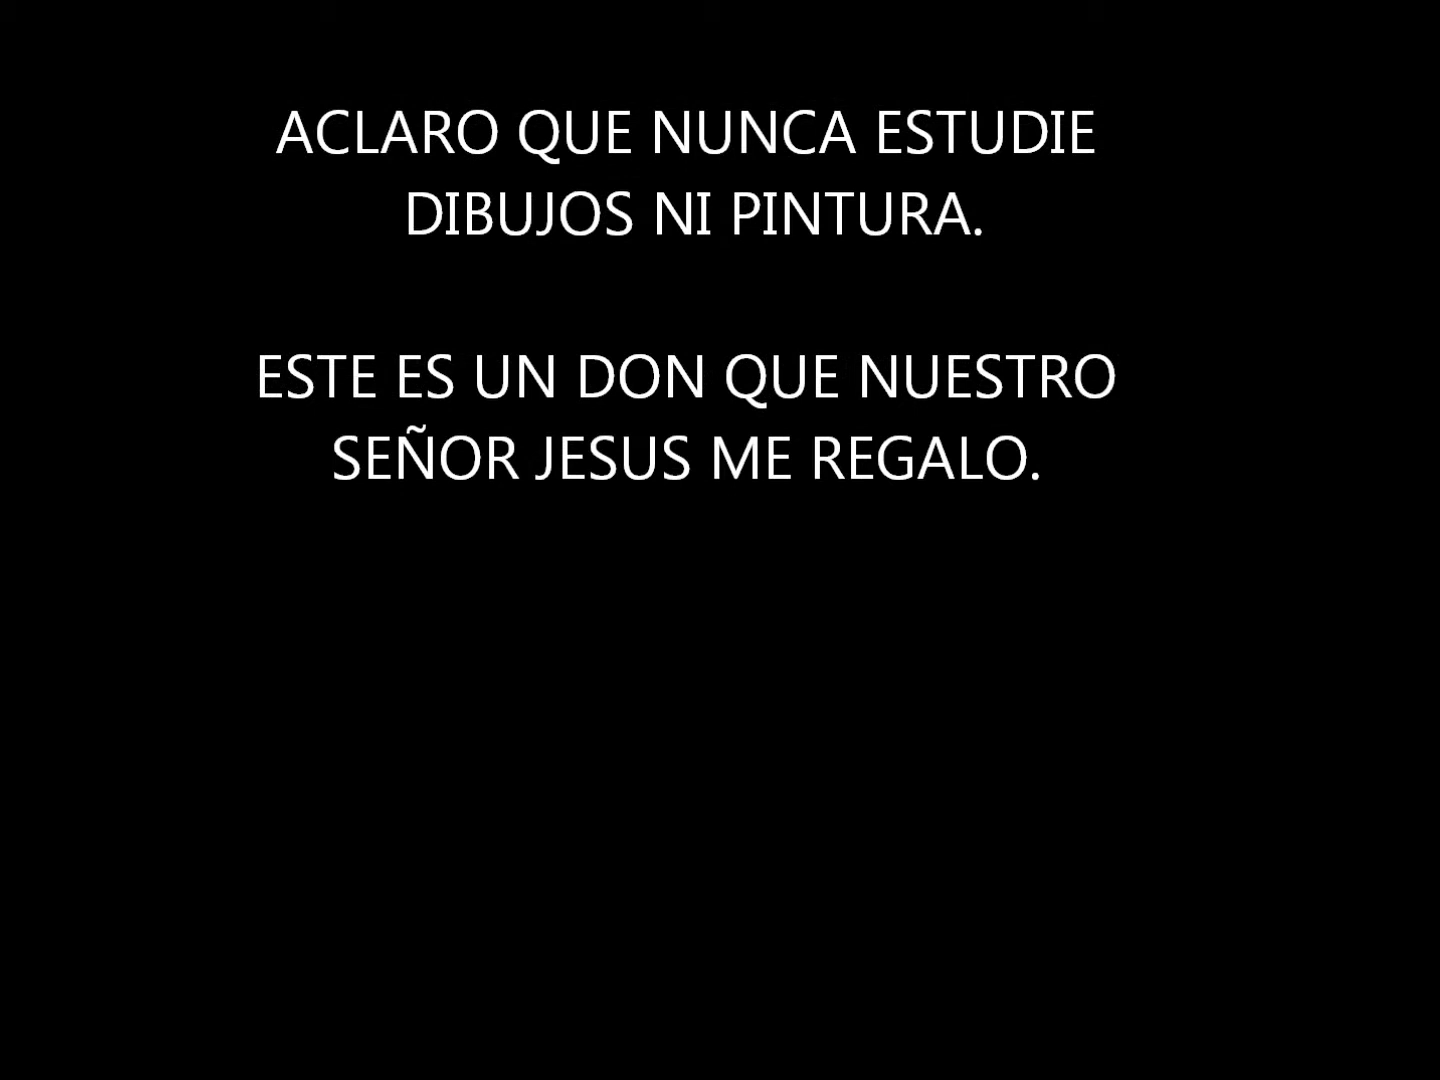 ACLARO QUE NUNCA ESTUDIE
DIBUJOS NI PINTURA.
ESTE ES UN DON QUE NUESTRO
SEÑOR JESUS ME REGALO.